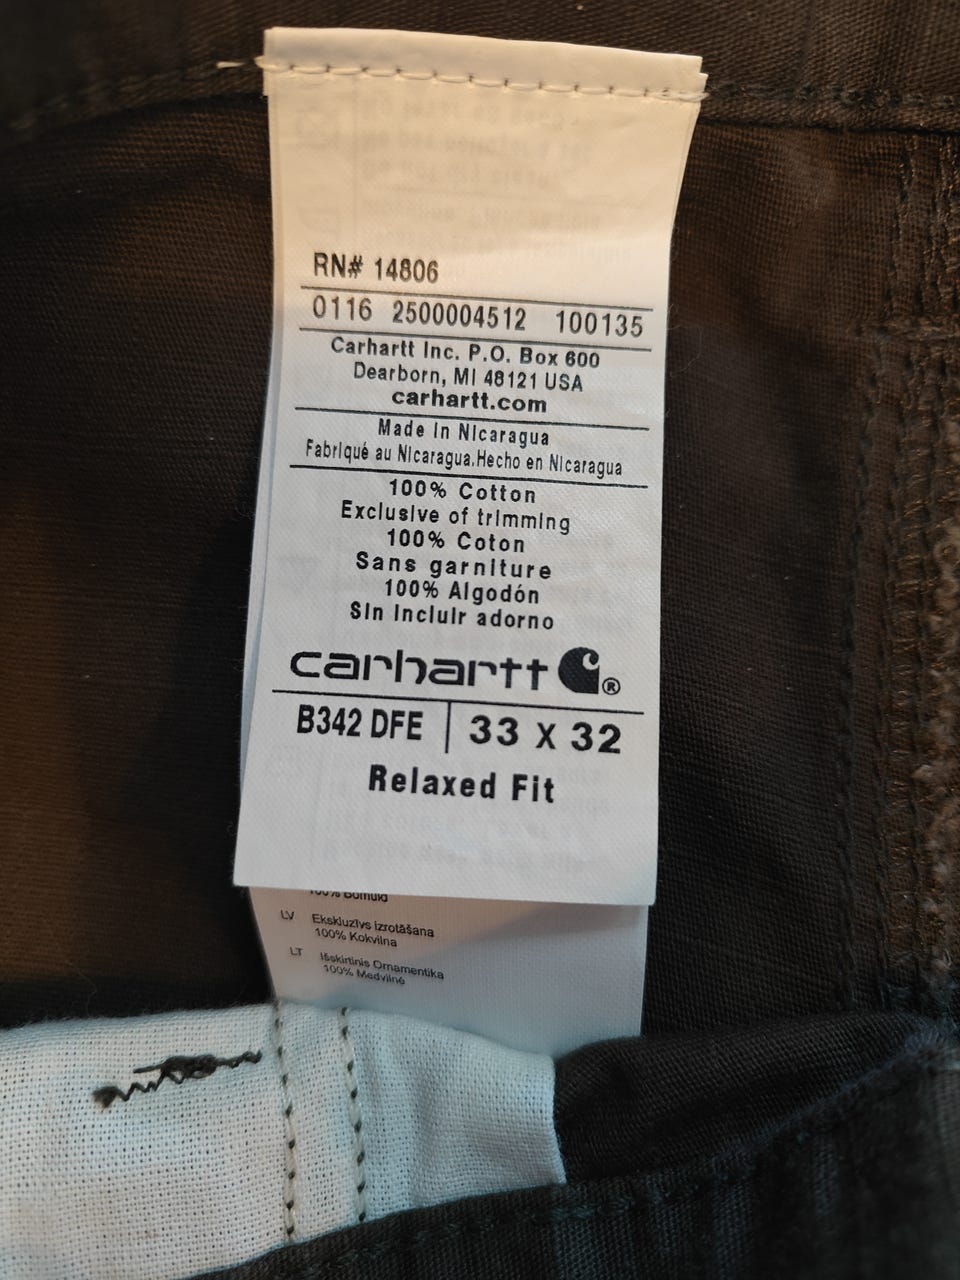 RN# 14806
0116 2500004512 100135
Carhartt Inc. P.O. Box 600
Dearborn, MI 48121 USA
carhartt.com
Made in Nicaragua
Fabriqué au Nicaragua.Hecho en Nicaragua
100% Cotton
Exclusive of trimming
100% Coton
Sans garniture
100% Algodón
Sin incluir adorno
carhartt ®
B342 DFE | 33 X 32
Relaxed Fit
100% Bomuld
LV Ekskluzīvs izrotāšana
100% Kokvilna
LT Išskirtinis Ornamentika
100% Medvilnė